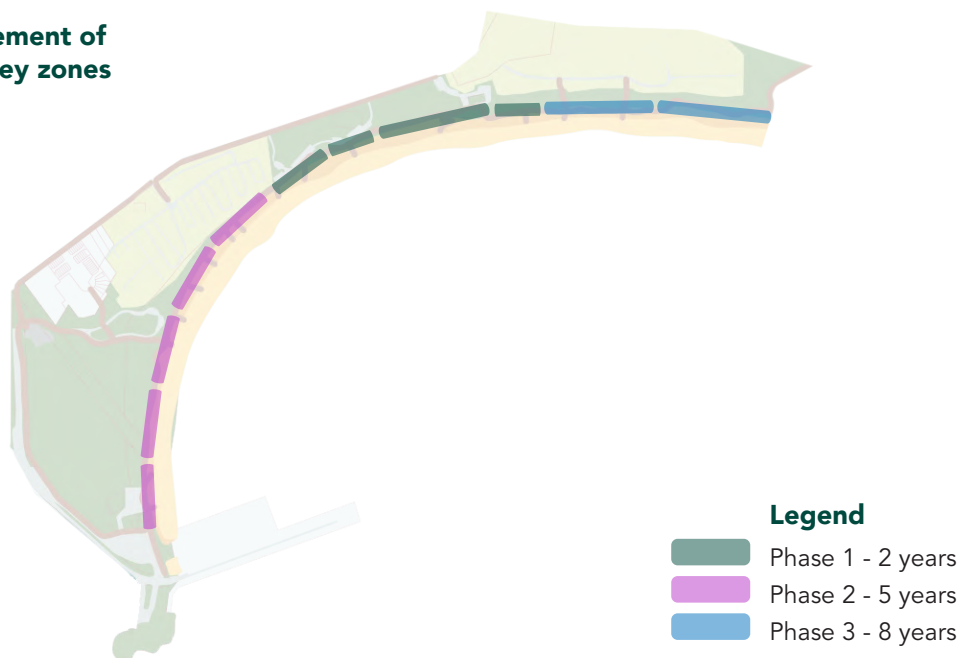 ement of
ey zones
Legend
Phase 1 - 2 years
Phase 2 - 5 years
Phase 3 - 8 years